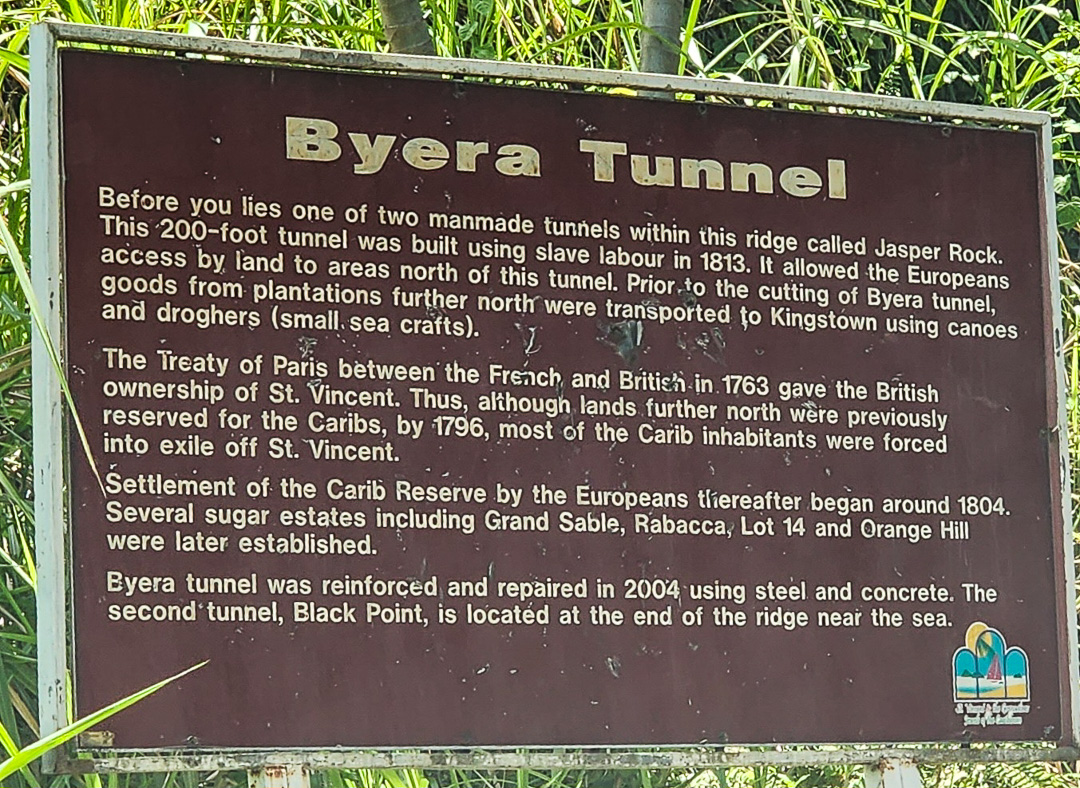 Byera Tunnel
Before you lies one of two manmade tunnels within this ridge called Jasper Rock.
This 200-foot tunnel was built using slave labour in 1813. It allowed the Europeans
access by land to areas north of this tunnel. Prior to the cutting of Byera tunnel,
goods from plantations further north were transported to Kingstown using canoes
and droghers (small sea crafts).
The Treaty of Paris between the French and British in 1763 gave the British
ownership of St. Vincent. Thus, although lands further north were previously
reserved for the Caribs, by 1796, most of the Carib inhabitants were forced
into exile off St. Vincent.
Settlement of the Carib Reserve by the Europeans thereafter began around 1804.
Several sugar estates including Grand Sable, Rabacca, Lot 14 and Orange Hill
were later established.
Byera tunnel was reinforced and repaired in 2004 using steel and concrete. The
second tunnel, Black Point, is located at the end of the ridge near the sea.
St. Vincent & the Grenadines